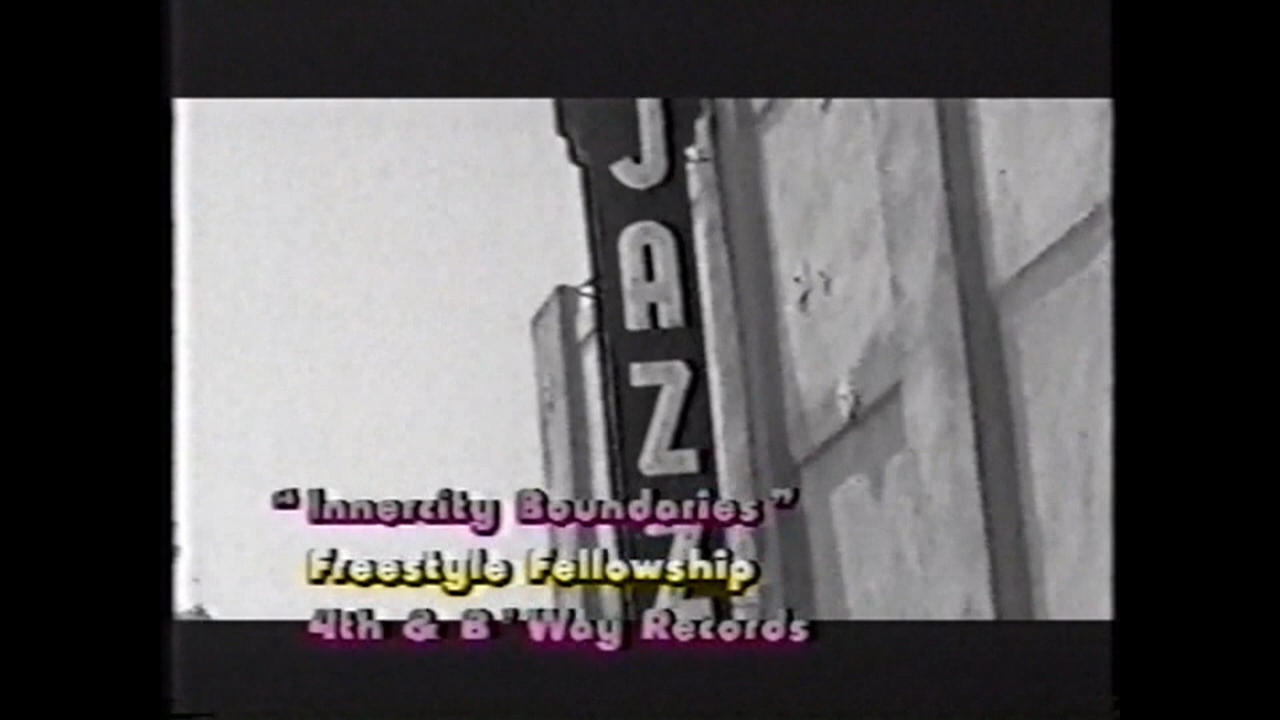 JAZZ
“Innercity Boundaries”
Freestyle Fellowship
4th & B'Way Records